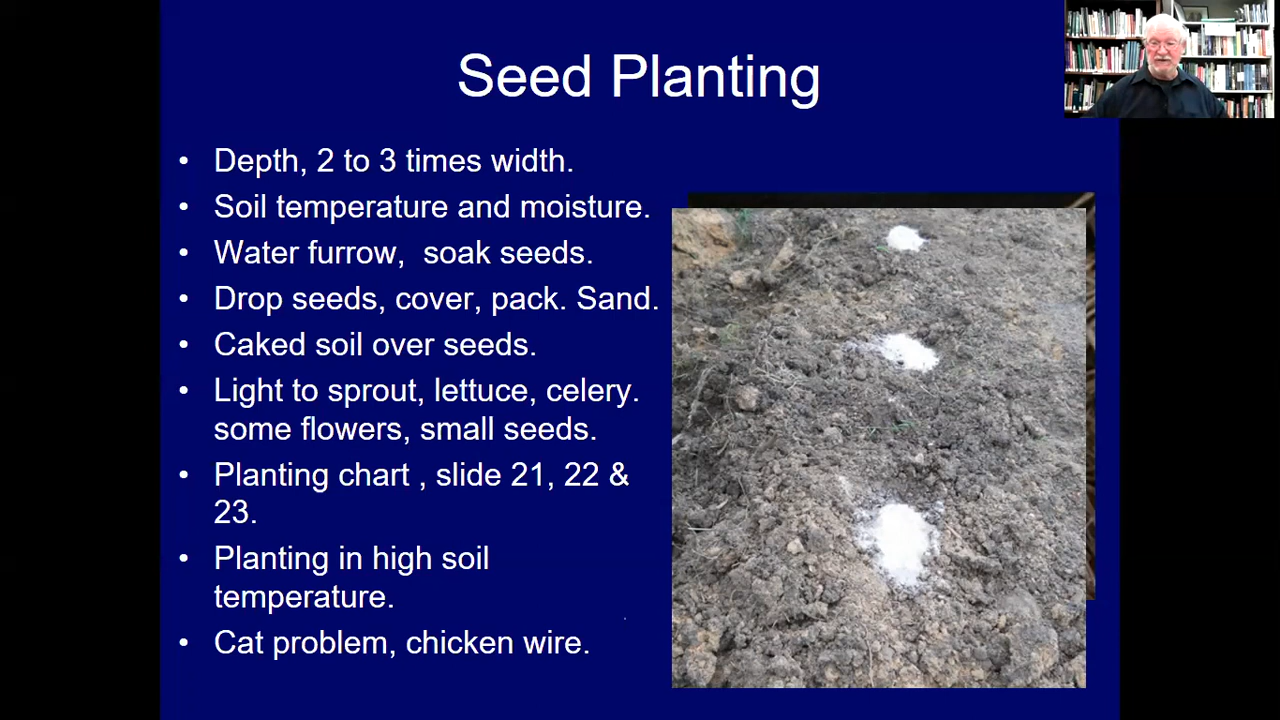 Seed Planting
• Depth, 2 to 3 times width.
• Soil temperature and moisture.
• Water furrow,  soak seeds.
• Drop seeds, cover, pack. Sand.
• Caked soil over seeds.
• Light to sprout, lettuce, celery.
some flowers, small seeds.
• Planting chart , slide 21, 22 &
23.
• Planting in high soil
temperature.
• Cat problem, chicken wire.